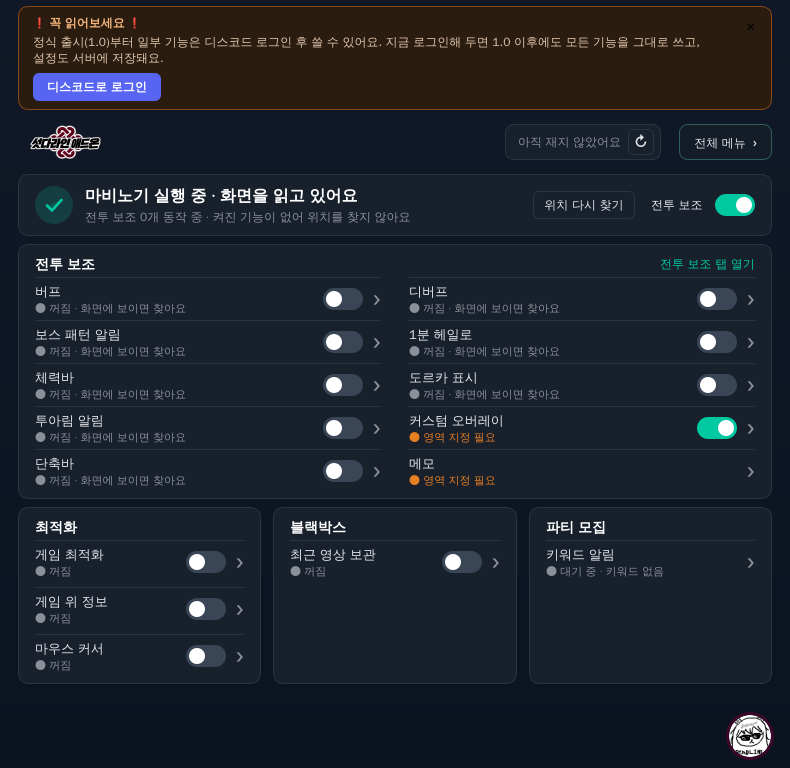 ❗ 꼭 읽어보세요 ❗
정식 출시(1.0)부터 일부 기능은 디스코드 로그인 후 쓸 수 있어요. 지금 로그인해 두면 1.0 이후에도 모든 기능을 그대로 쓰고,
설정도 서버에 저장돼요.
디스코드로 로그인
섯다라인 애드온
아직 재지 않았어요
전체 메뉴 ›
마비노기 실행 중 · 화면을 읽고 있어요
전투 보조 0개 동작 중 · 켜진 기능이 없어 위치를 찾지 않아요
위치 다시 찾기
전투 보조
전투 보조
전투 보조 탭 열기
버프
꺼짐 · 화면에 보이면 찾아요
디버프
꺼짐 · 화면에 보이면 찾아요
보스 패턴 알림
꺼짐 · 화면에 보이면 찾아요
1분 헤일로
꺼짐 · 화면에 보이면 찾아요
체력바
꺼짐 · 화면에 보이면 찾아요
도르카 표시
꺼짐 · 화면에 보이면 찾아요
투아림 알림
꺼짐 · 화면에 보이면 찾아요
커스텀 오버레이
영역 지정 필요
단축바
꺼짐 · 화면에 보이면 찾아요
메모
영역 지정 필요
최적화
게임 최적화
꺼짐
게임 위 정보
꺼짐
마우스 커서
꺼짐
블랙박스
최근 영상 보관
꺼짐
파티 모집
키워드 알림
대기 중 · 키워드 없음